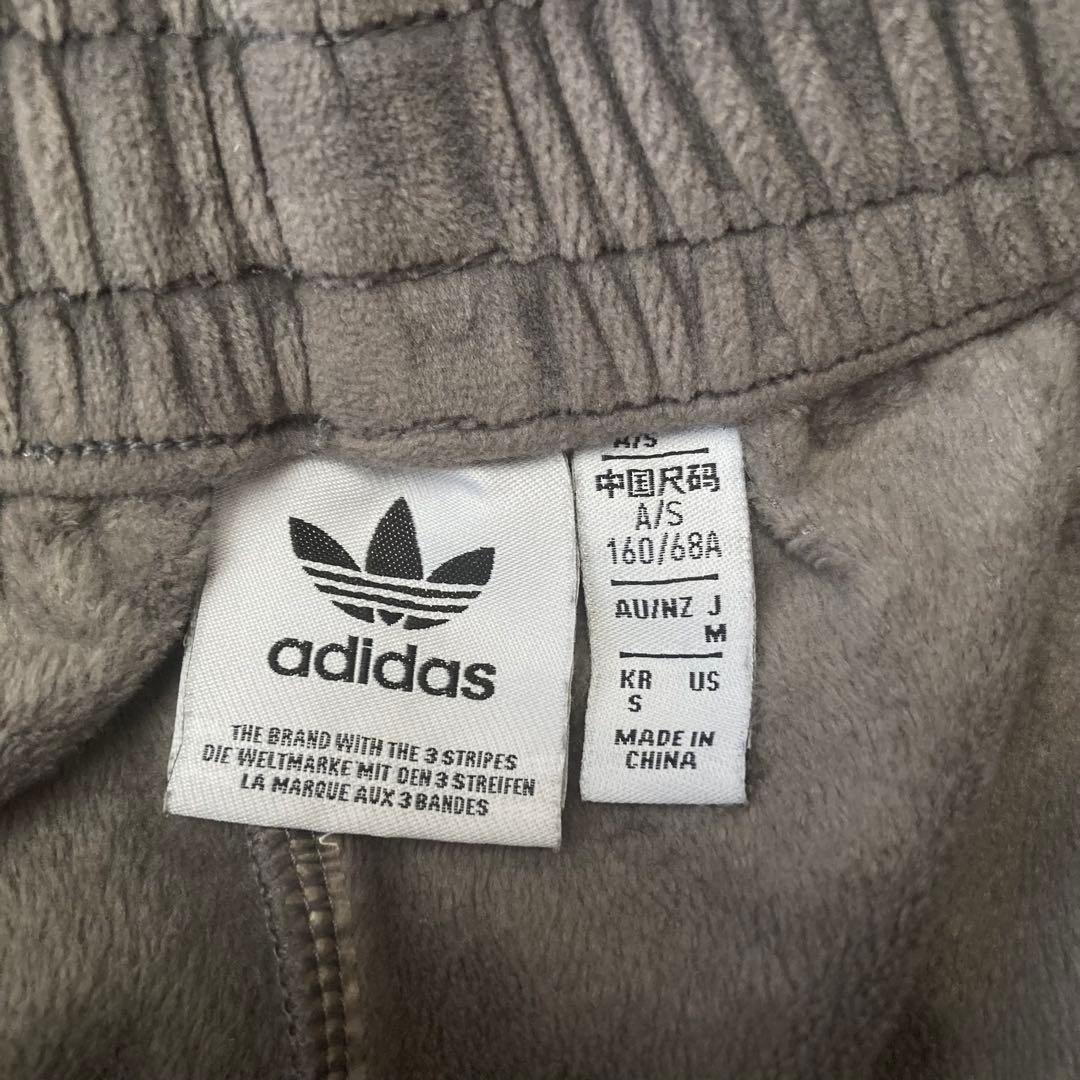 adidas
THE BRAND WITH THE 3 STRIPES
DIE WELTMARKE MIT DEN 3 STREIFEN
LA MARQUE AUX 3 BANDES
A/S
中国尺码
A/S
160/68A
AU/NZ J
M
KR US
S
MADE IN
CHINA